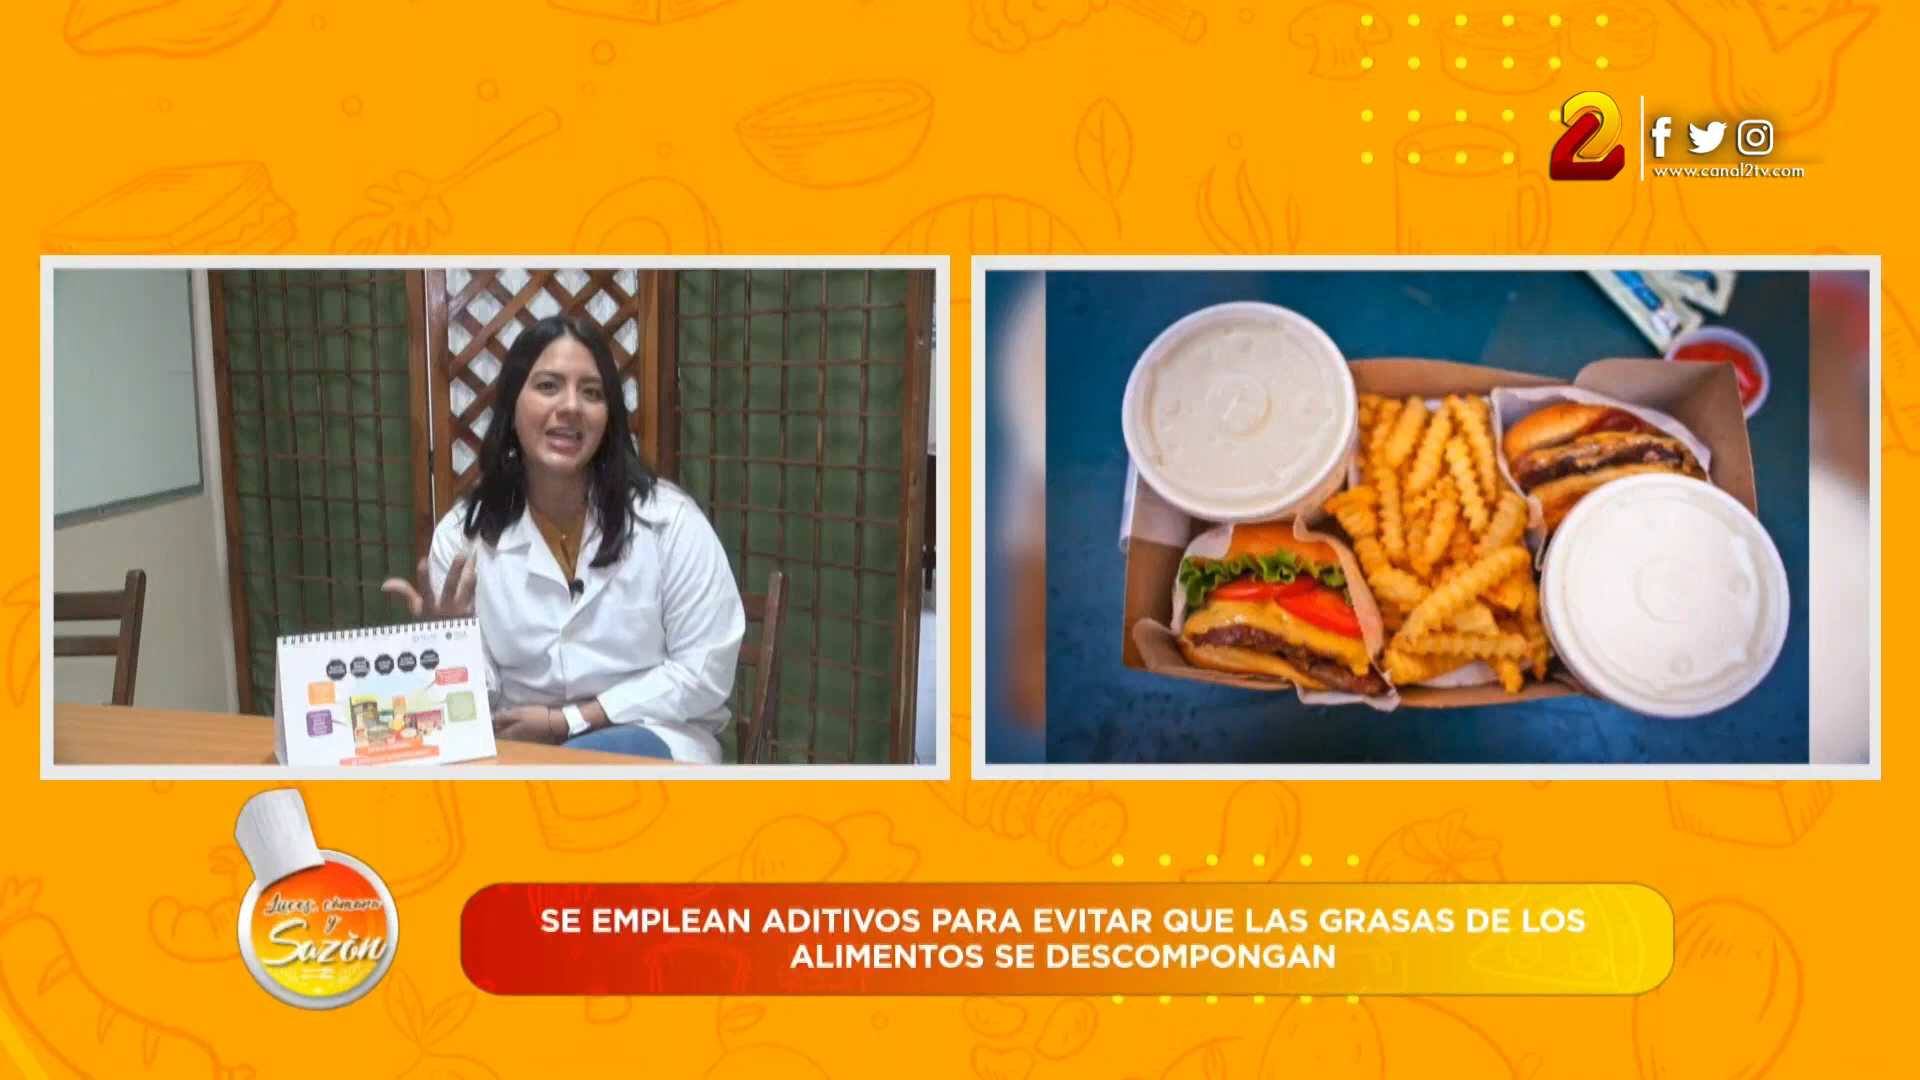 2
www.canal2tv.com
Luces, cámara
y
Sazón
SE EMPLEAN ADITIVOS PARA EVITAR QUE LAS GRASAS DE LOS
ALIMENTOS SE DESCOMPONGAN